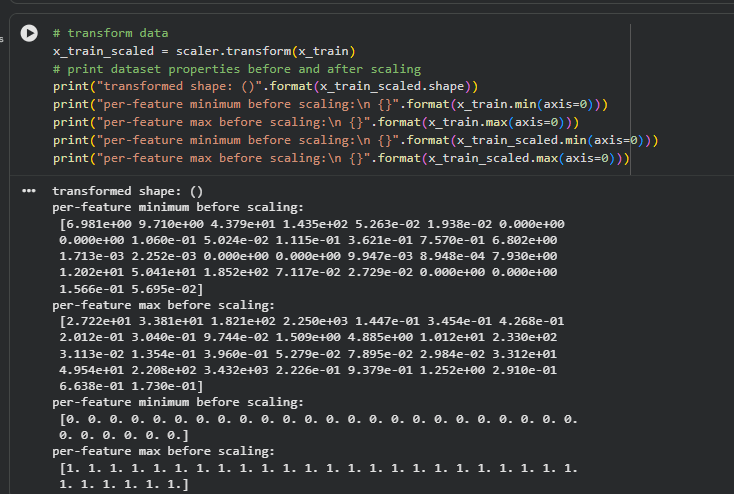 # transform data
x_train_scaled = scaler.transform(x_train)
# print dataset properties before and after scaling
print("transformed shape: ()".format(x_train_scaled.shape))
print("per-feature minimum before scaling:\n {}".format(x_train.min(axis=0)))
print("per-feature max before scaling:\n {}".format(x_train.max(axis=0)))
print("per-feature minimum before scaling:\n {}".format(x_train_scaled.min(axis=0)))
print("per-feature max before scaling:\n {}".format(x_train_scaled.max(axis=0)))
transformed shape: ()
per-feature minimum before scaling:
[6.981e+00 9.710e+00 4.379e+01 1.435e+02 5.263e-02 1.938e-02 0.000e+00
0.000e+00 1.060e-01 5.024e-02 1.115e-01 3.621e-01 7.570e-01 6.802e+00
1.713e-03 2.252e-03 0.000e+00 0.000e+00 9.947e-03 8.948e-04 7.930e+00
1.202e+01 5.041e+01 1.852e+02 7.117e-02 2.729e-02 0.000e+00 0.000e+00
1.566e-01 5.695e-02]
per-feature max before scaling:
[2.722e+01 3.381e+01 1.821e+02 2.250e+03 1.447e-01 3.454e-01 4.268e-01
2.012e-01 3.040e-01 9.744e-02 1.509e+00 4.885e+00 1.012e+01 2.330e+02
3.113e-02 1.354e-01 3.960e-01 5.279e-02 7.895e-02 2.984e-02 3.312e+01
4.954e+01 2.208e+02 3.432e+03 2.226e-01 9.379e-01 1.252e+00 2.910e-01
6.638e-01 1.730e-01]
per-feature minimum before scaling:
[0. 0. 0. 0. 0. 0. 0. 0. 0. 0. 0. 0. 0. 0. 0. 0. 0. 0. 0. 0. 0. 0. 0. 0.
0. 0. 0. 0. 0. 0.]
per-feature max before scaling:
[1. 1. 1. 1. 1. 1. 1. 1. 1. 1. 1. 1. 1. 1. 1. 1. 1. 1. 1. 1. 1. 1. 1. 1.
1. 1. 1. 1. 1. 1.]